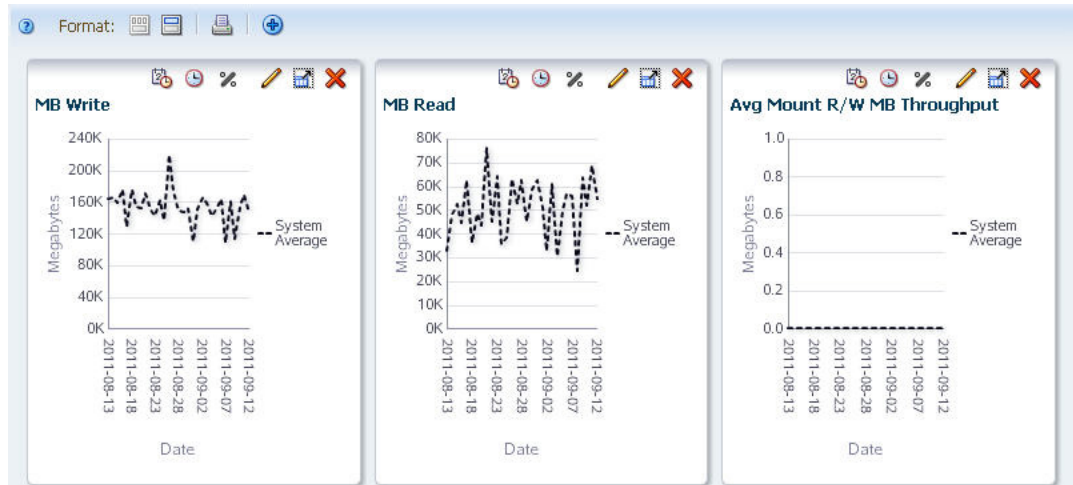 Format:
MB Write
240K
200K
160K
120K
80K
40K
0K
Megabytes
2011-08-13
2011-08-18
2011-08-23
2011-08-28
2011-09-02
2011-09-07
2011-09-12
Date
System
Average
MB Read
80K
70K
60K
50K
40K
30K
20K
10K
0K
Megabytes
2011-08-13
2011-08-18
2011-08-23
2011-08-28
2011-09-02
2011-09-07
2011-09-12
Date
System
Average
Avg Mount R/W MB Throughput
1.0
0.8
0.6
0.4
0.2
0.0
Megabytes
2011-08-13
2011-08-18
2011-08-23
2011-08-28
2011-09-02
2011-09-07
2011-09-12
Date
System
Average